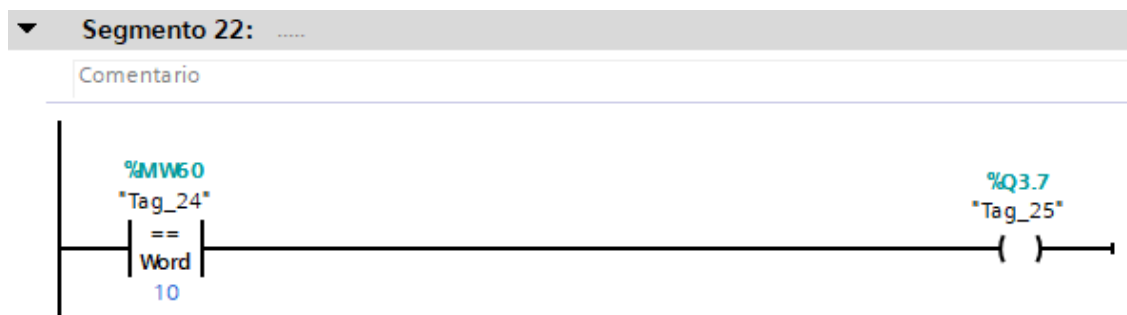 Segmento 22: .....
Comentario
%MW60
"Tag_24"
==
Word
10
%Q3.7
"Tag_25"
( )